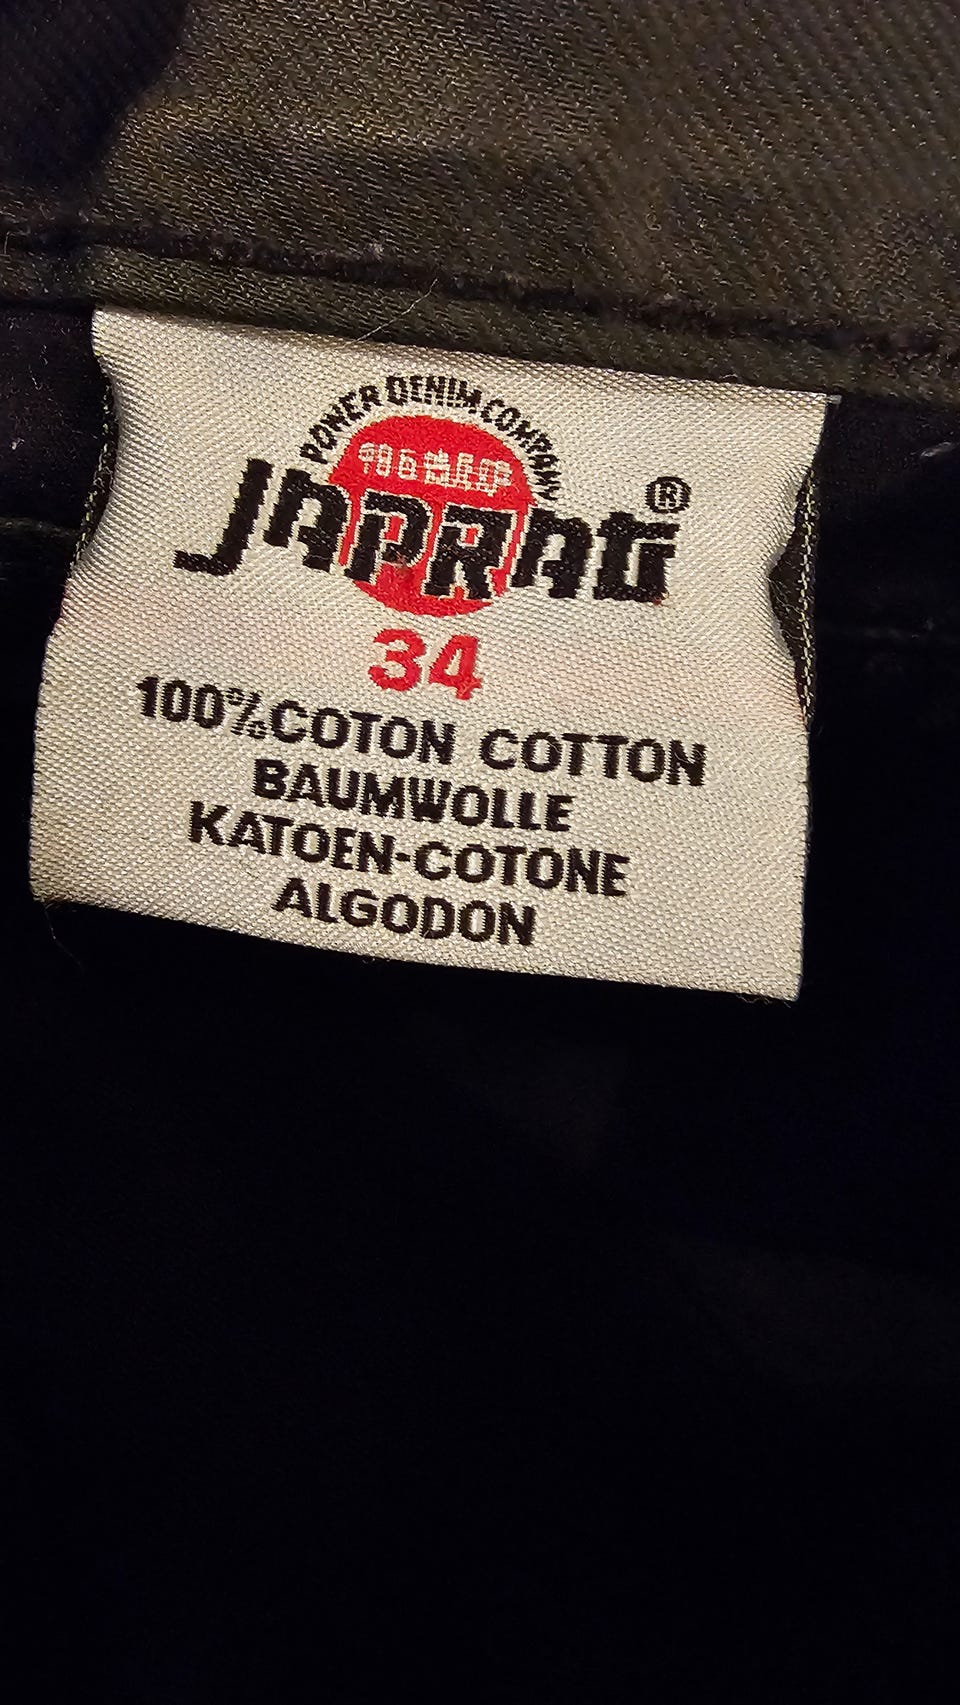 POWER DENIM COMPANY
JAPRAG®
34
100% COTON COTTON
BAUMWOLLE
KATOEN-COTONE
ALGODON